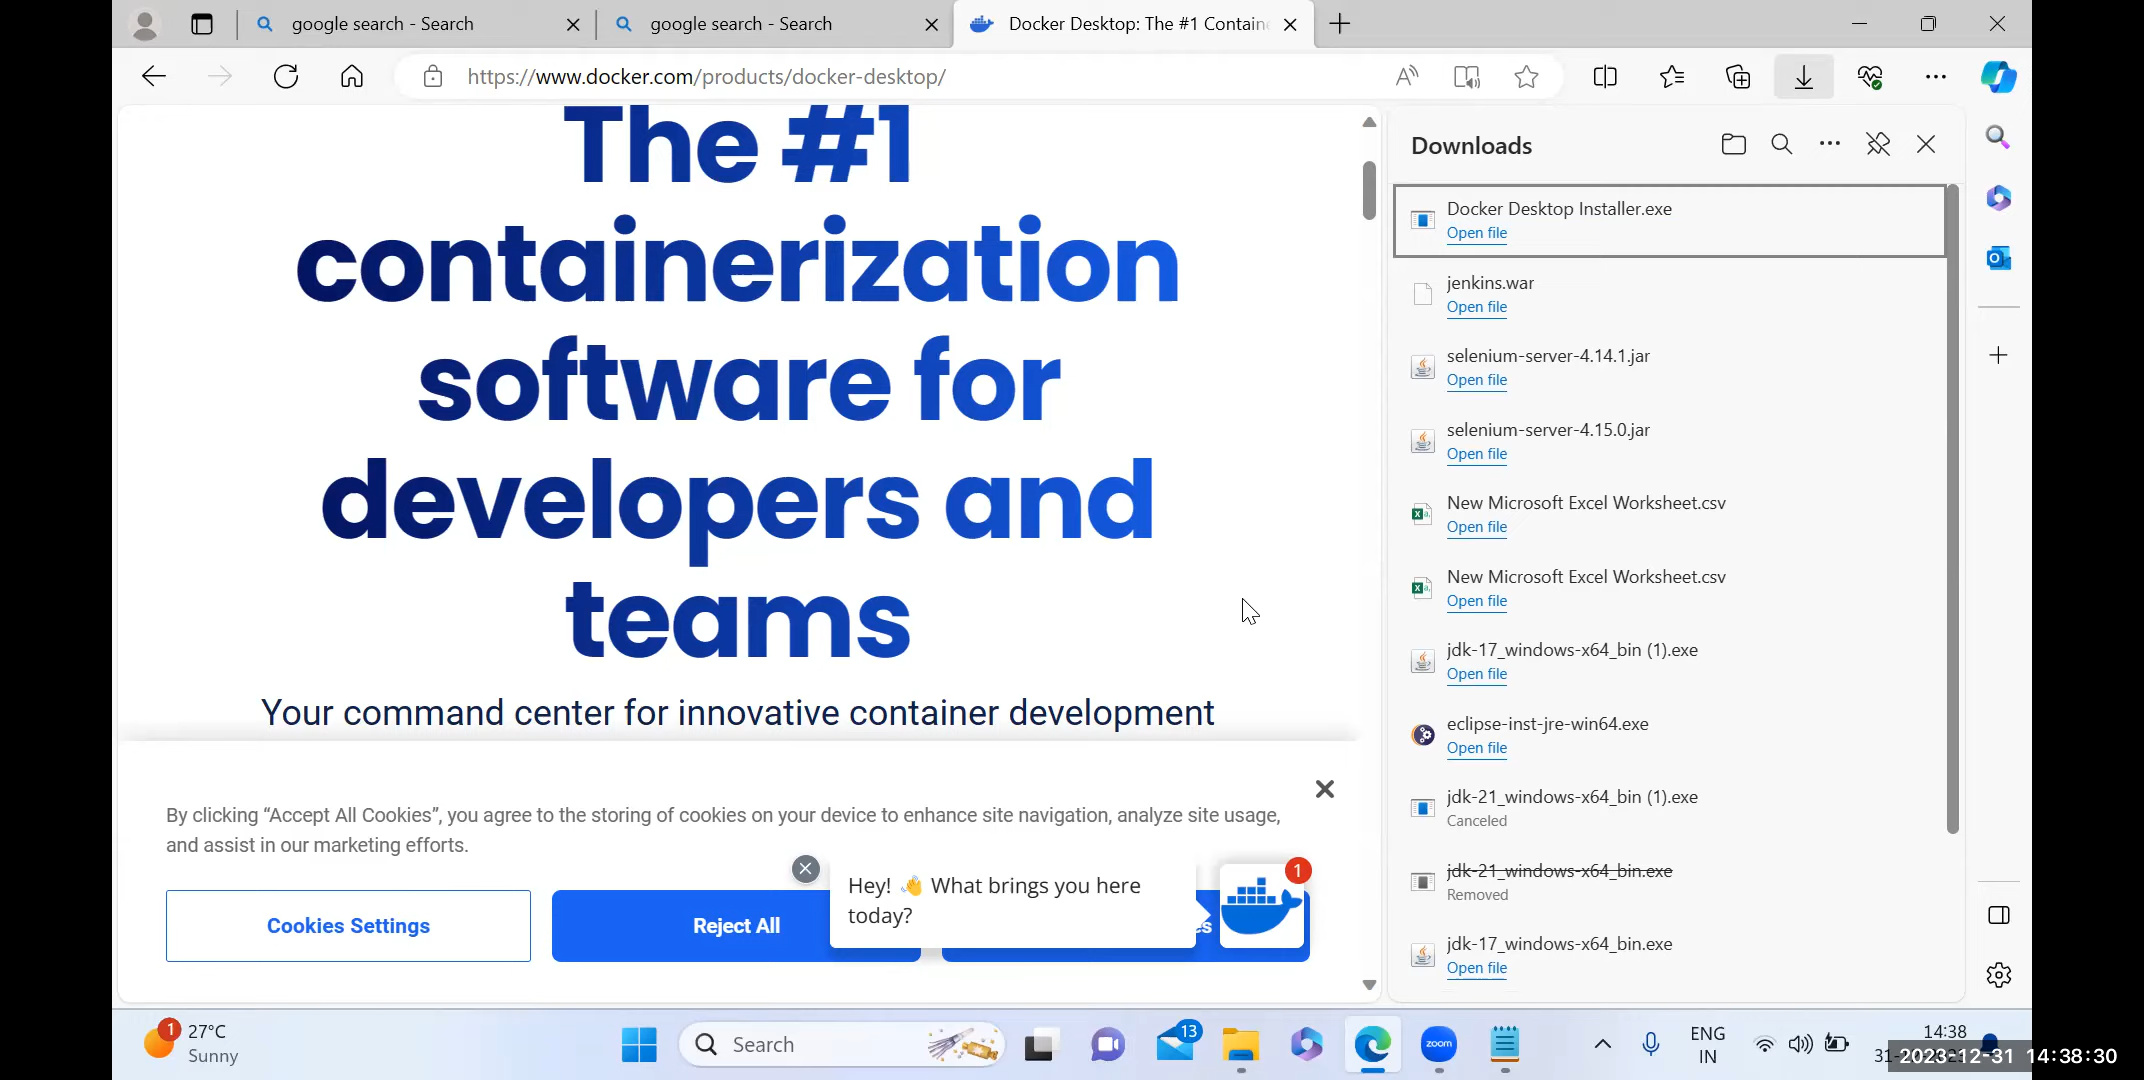 google search - Search
google search - Search
Docker Desktop: The #1 Contain
https://www.docker.com/products/docker-desktop/
The #1
containerization
software for
developers and
teams
Your command center for innovative container development
By clicking “Accept All Cookies”, you agree to the storing of cookies on your device to enhance site navigation, analyze site usage,
and assist in our marketing efforts.
Cookies Settings
Reject All
Hey! 👋 What brings you here
today?
1
Downloads
Docker Desktop Installer.exe
Open file
jenkins.war
Open file
selenium-server-4.14.1.jar
Open file
selenium-server-4.15.0.jar
Open file
New Microsoft Excel Worksheet.csv
Open file
New Microsoft Excel Worksheet.csv
Open file
jdk-17_windows-x64_bin (1).exe
Open file
eclipse-inst-jre-win64.exe
Open file
jdk-21_windows-x64_bin (1).exe
Canceled
jdk-21_windows-x64_bin.exe
Removed
jdk-17_windows-x64_bin.exe
Open file
1
27°C
Sunny
Search
13
zoom
ENG
IN
14:38
2023-12-31 14:38:30